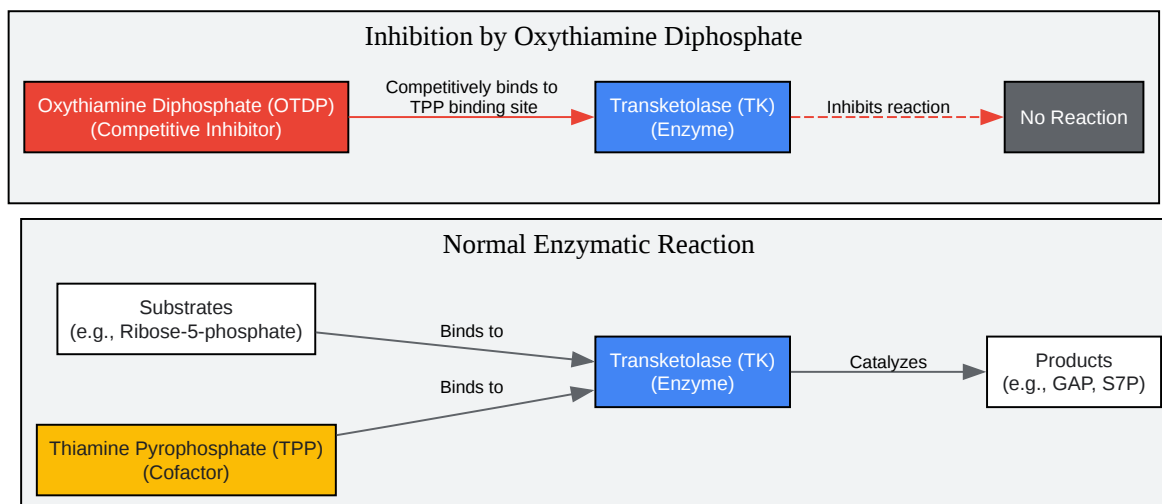 Inhibition by Oxythiamine Diphosphate
Oxythiamine Diphosphate (OTDP)
(Competitive Inhibitor)
Competitively binds to
TPP binding site
Transketolase (TK)
(Enzyme)
Inhibits reaction
No Reaction
Normal Enzymatic Reaction
Substrates
(e.g., Ribose-5-phosphate)
Binds to
Thiamine Pyrophosphate (TPP)
(Cofactor)
Binds to
Transketolase (TK)
(Enzyme)
Catalyzes
Products
(e.g., GAP, S7P)